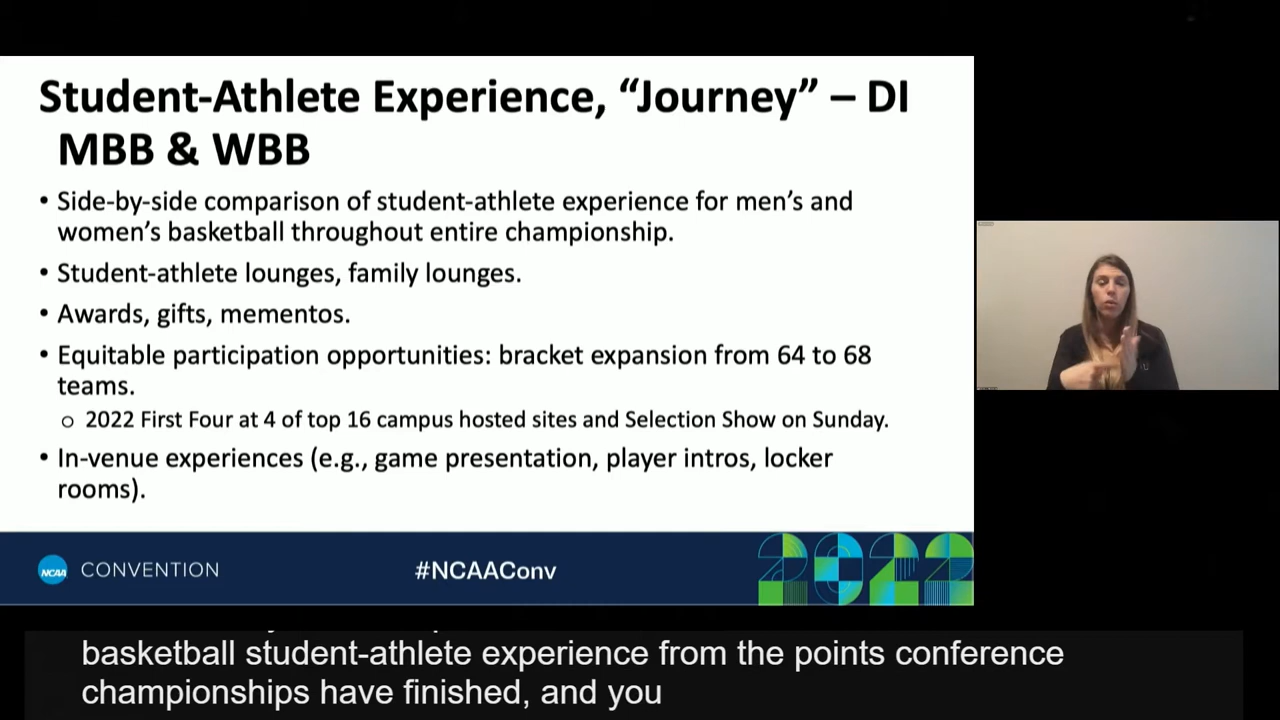 Student-Athlete Experience, “Journey” – DI
MBB & WBB
• Side-by-side comparison of student-athlete experience for men’s and
women’s basketball throughout entire championship.
• Student-athlete lounges, family lounges.
• Awards, gifts, mementos.
• Equitable participation opportunities: bracket expansion from 64 to 68
teams.
o 2022 First Four at 4 of top 16 campus hosted sites and Selection Show on Sunday.
• In-venue experiences (e.g., game presentation, player intros, locker
rooms).
NCAA CONVENTION
#NCAAConv
2022
basketball student-athlete experience from the points conference
championships have finished, and you